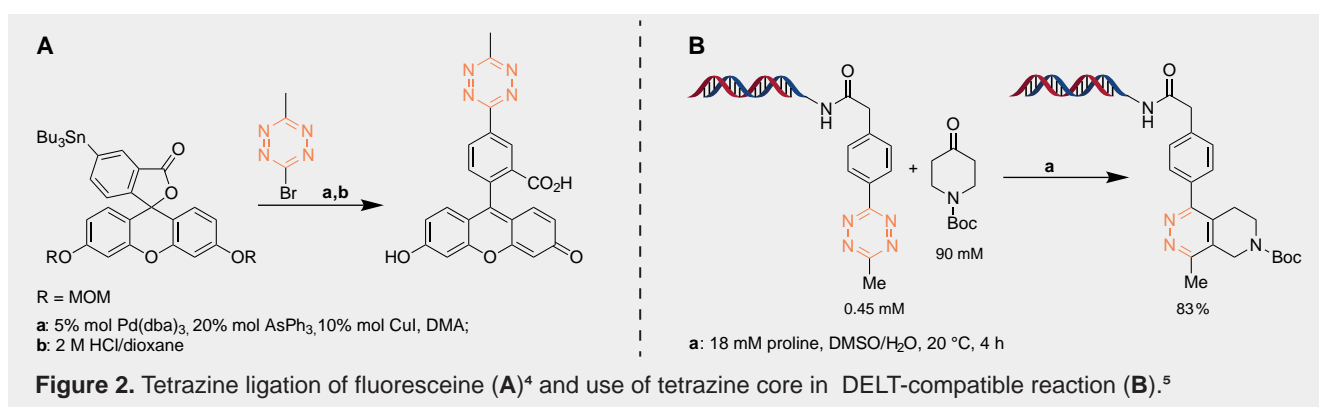 A
B
N N
N N
O
N
H
Bu₃Sn
O
O
N N
N N
Br
a,b
CO₂H
+
O
N
Boc
90 mM
a
O
N
H
RO
O
OR
HO
O
O
N N
N N
Me
0.45 mM
N
N
Me
N
Boc
83%
R = MOM
a: 5% mol Pd(dba)₃, 20% mol AsPh₃, 10% mol CuI, DMA;
b: 2 M HCl/dioxane
a: 18 mM proline, DMSO/H₂O, 20 °C, 4 h
Figure 2. Tetrazine ligation of fluoresceine (A)⁴ and use of tetrazine core in DELT-compatible reaction (B).⁵